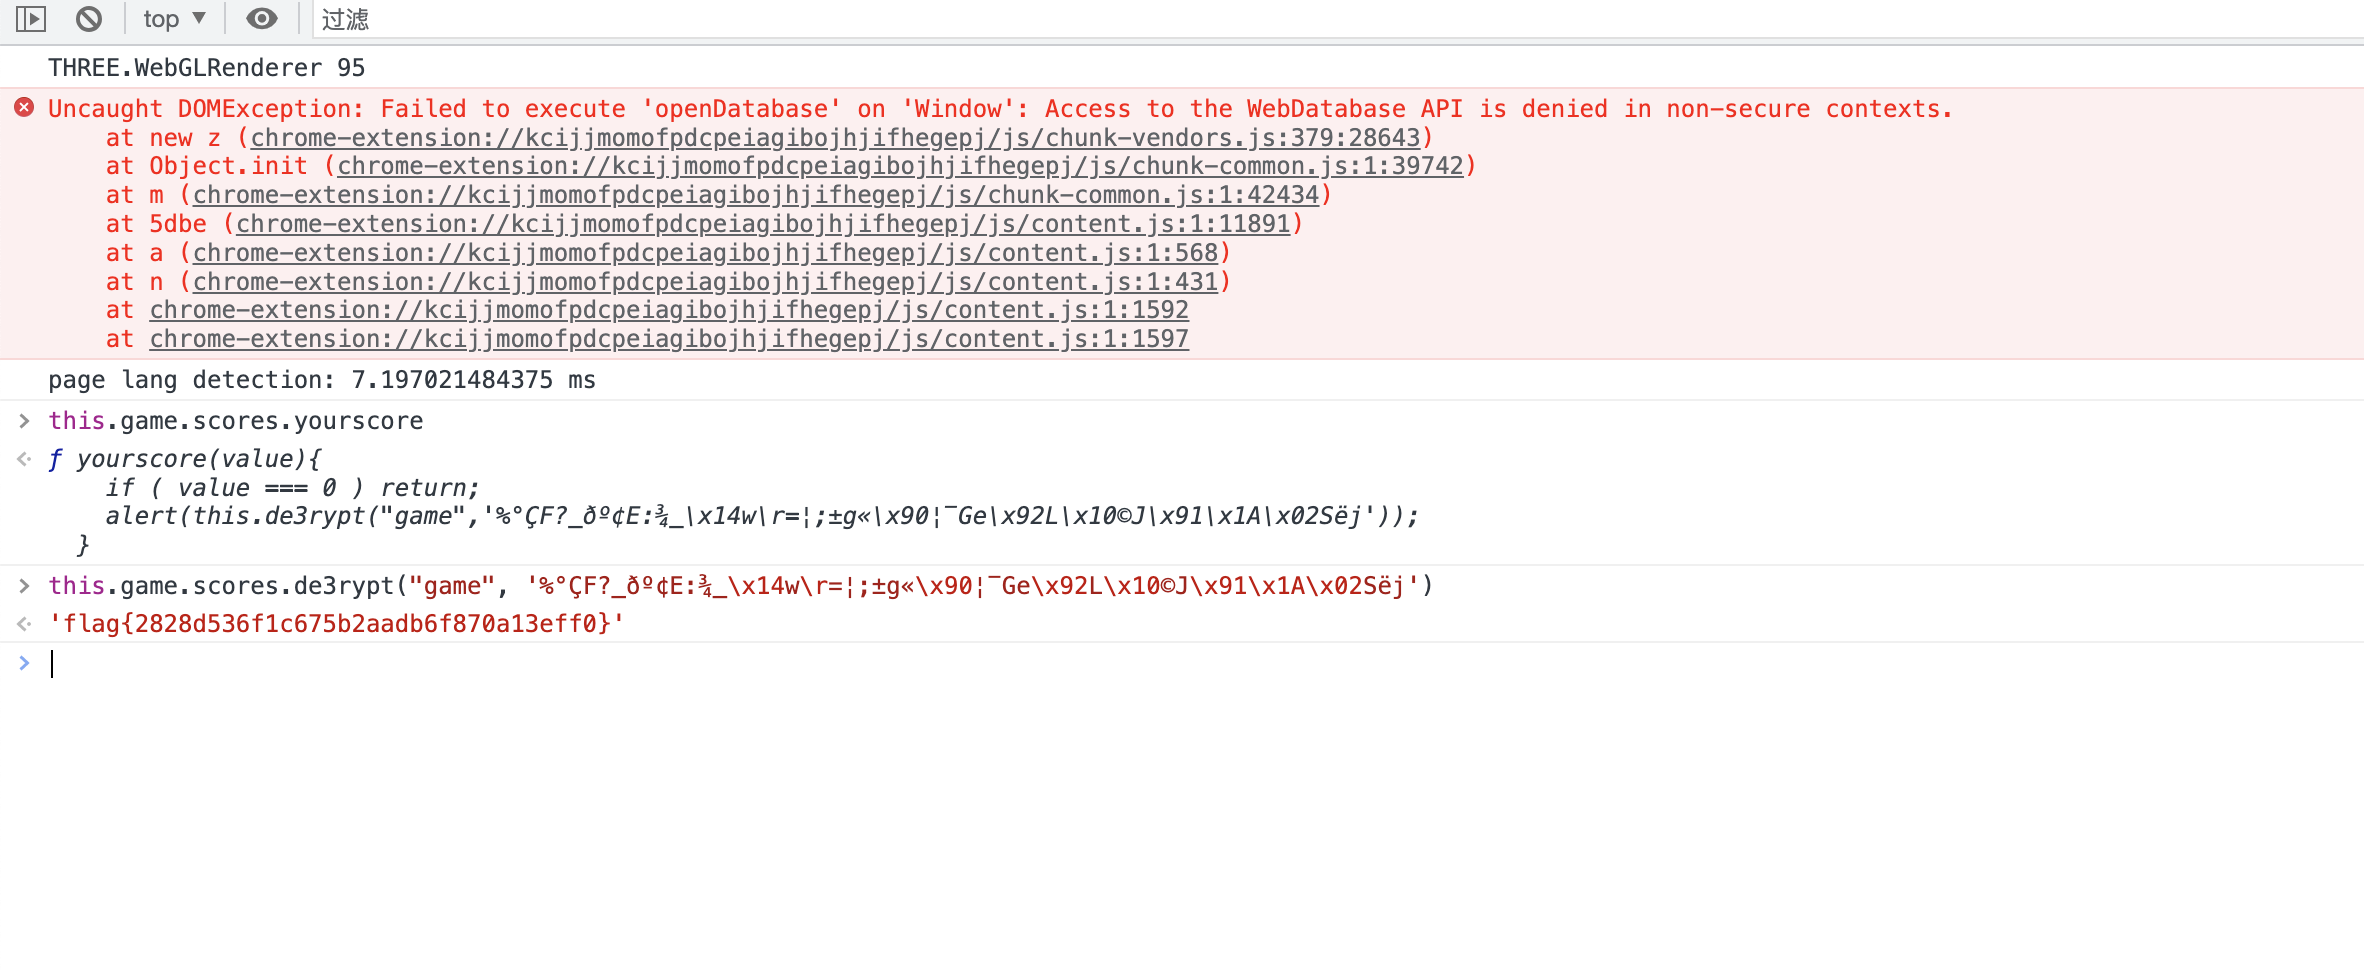 top ▼ 过滤
THREE.WebGLRenderer 95
Uncaught DOMException: Failed to execute 'openDatabase' on 'Window': Access to the WebDatabase API is denied in non-secure contexts.
at new z (chrome-extension://kcijjmomofpdcpeiagibojhjifhegepj/js/chunk-vendors.js:379:28643)
at Object.init (chrome-extension://kcijjmomofpdcpeiagibojhjifhegepj/js/chunk-common.js:1:39742)
at m (chrome-extension://kcijjmomofpdcpeiagibojhjifhegepj/js/chunk-common.js:1:42434)
at 5dbe (chrome-extension://kcijjmomofpdcpeiagibojhjifhegepj/js/content.js:1:11891)
at a (chrome-extension://kcijjmomofpdcpeiagibojhjifhegepj/js/content.js:1:568)
at n (chrome-extension://kcijjmomofpdcpeiagibojhjifhegepj/js/content.js:1:431)
at chrome-extension://kcijjmomofpdcpeiagibojhjifhegepj/js/content.js:1:1592
at chrome-extension://kcijjmomofpdcpeiagibojhjifhegepj/js/content.js:1:1597
page lang detection: 7.197021484375 ms
> this.game.scores.yourscore
ƒ yourscore(value){
if ( value === 0 ) return;
alert(this.de3rypt("game",'%°ÇF?_ðº¢E:¾_\x14w\r=¦;±g«\x90¦¯Ge\x92L\x10©J\x91\x1A\x02Sëj'));
}
> this.game.scores.de3rypt("game", '%°ÇF?_ðº¢E:¾_\x14w\r=¦;±g«\x90¦¯Ge\x92L\x10©J\x91\x1A\x02Sëj')
'flag{2828d536f1c675b2aadb6f870a13eff0}'
>